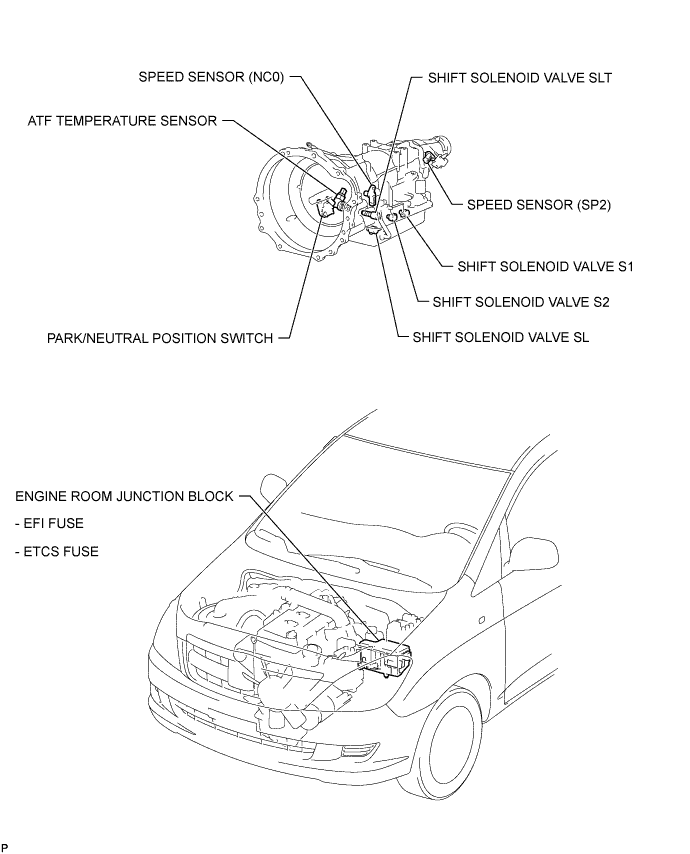 SPEED SENSOR (NC0)
SHIFT SOLENOID VALVE SLT
ATF TEMPERATURE SENSOR
SPEED SENSOR (SP2)
SHIFT SOLENOID VALVE S1
SHIFT SOLENOID VALVE S2
PARK/NEUTRAL POSITION SWITCH
SHIFT SOLENOID VALVE SL
ENGINE ROOM JUNCTION BLOCK
- EFI FUSE
- ETCS FUSE
P